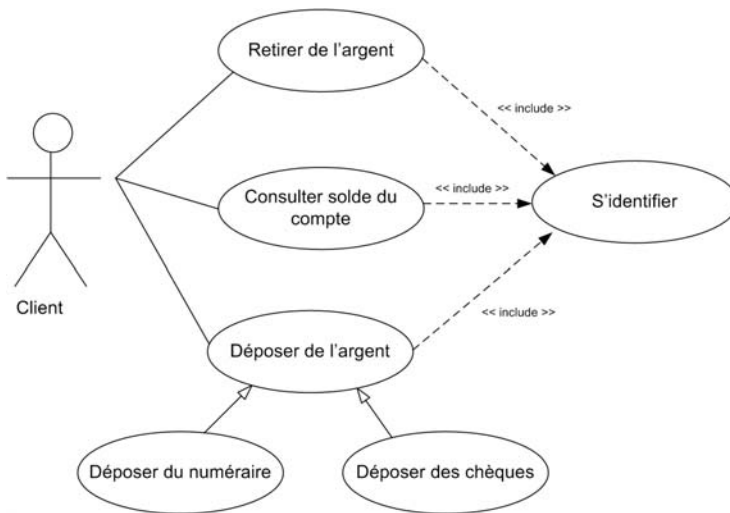 Retirer de l'argent
<< include >>
Consulter solde du
compte
<< include >>
S'identifier
Client
<< include >>
Déposer de l'argent
Déposer du numéraire
Déposer des chèques